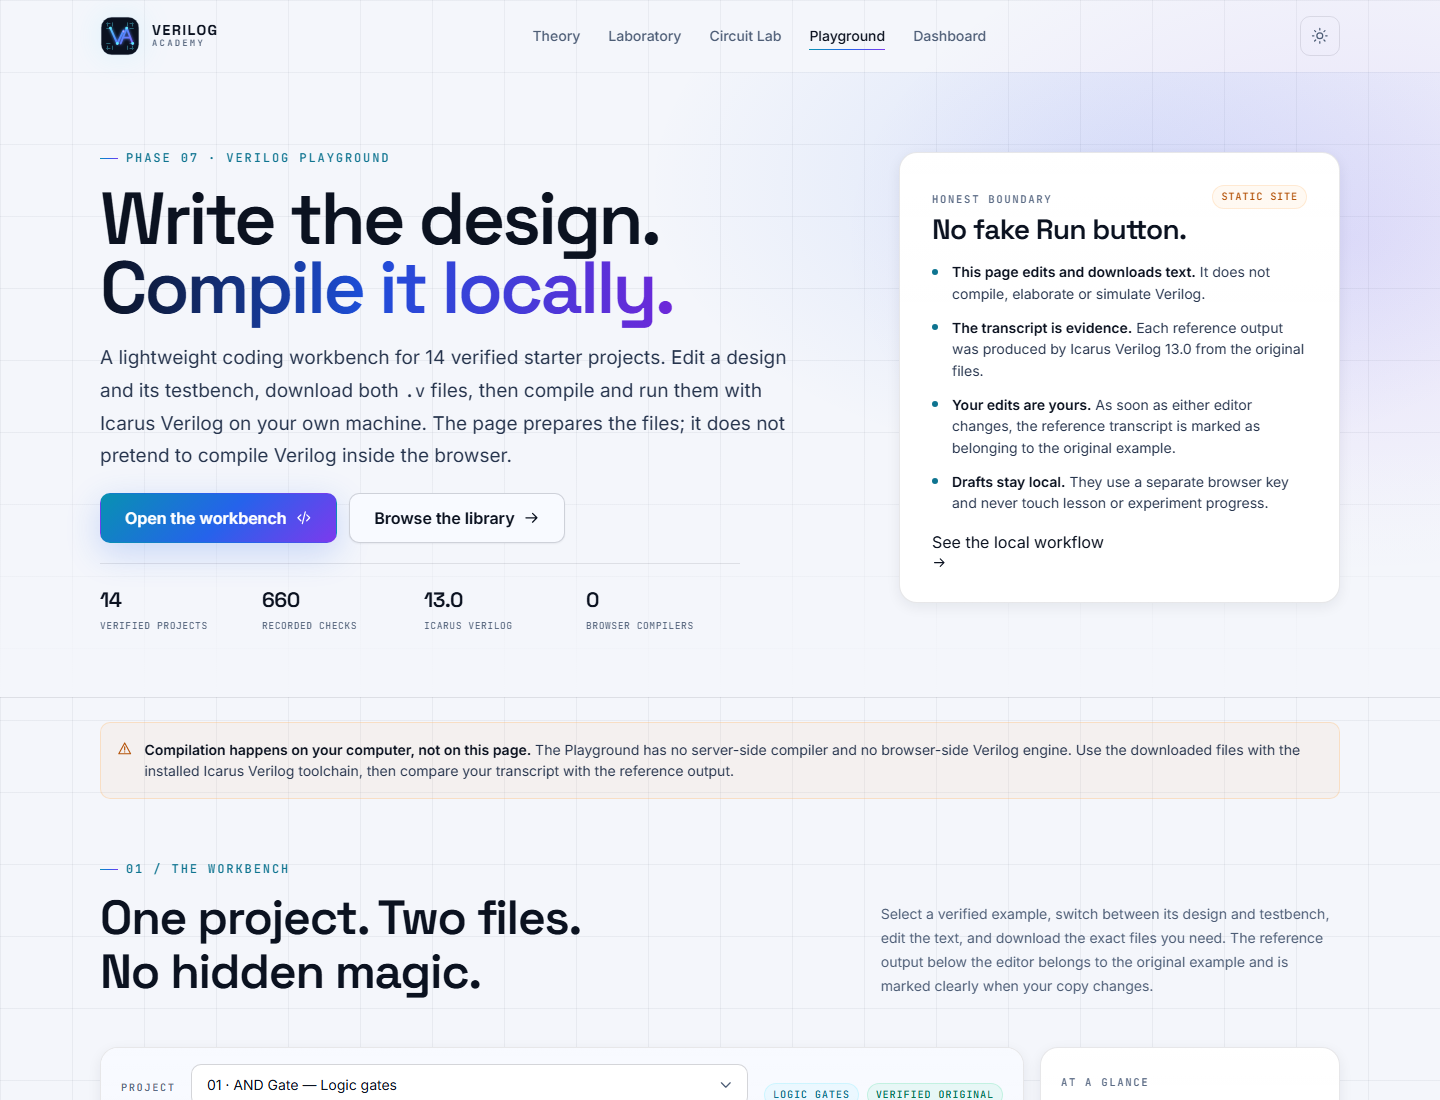 VERILOG
ACADEMY
Theory
Laboratory
Circuit Lab
Playground
Dashboard
PHASE 07 · VERILOG PLAYGROUND
Write the design.
Compile it locally.
A lightweight coding workbench for 14 verified starter projects. Edit a design
and its testbench, download both .v files, then compile and run them with
Icarus Verilog on your own machine. The page prepares the files; it does not
pretend to compile Verilog inside the browser.
Open the workbench </>
Browse the library →
14
VERIFIED PROJECTS
660
RECORDED CHECKS
13.0
ICARUS VERILOG
0
BROWSER COMPILERS
HONEST BOUNDARY
STATIC SITE
No fake Run button.
This page edits and downloads text. It does not
compile, elaborate or simulate Verilog.
The transcript is evidence. Each reference output
was produced by Icarus Verilog 13.0 from the original
files.
Your edits are yours. As soon as either editor
changes, the reference transcript is marked as
belonging to the original example.
Drafts stay local. They use a separate browser key
and never touch lesson or experiment progress.
See the local workflow
→
Compilation happens on your computer, not on this page. The Playground has no server-side compiler and no browser-side Verilog engine. Use the downloaded files with the
installed Icarus Verilog toolchain, then compare your transcript with the reference output.
01 / THE WORKBENCH
One project. Two files.
No hidden magic.
Select a verified example, switch between its design and testbench,
edit the text, and download the exact files you need. The reference
output below the editor belongs to the original example and is
marked clearly when your copy changes.
PROJECT
01 · AND Gate — Logic gates
LOGIC GATES
VERIFIED ORIGINAL
AT A GLANCE